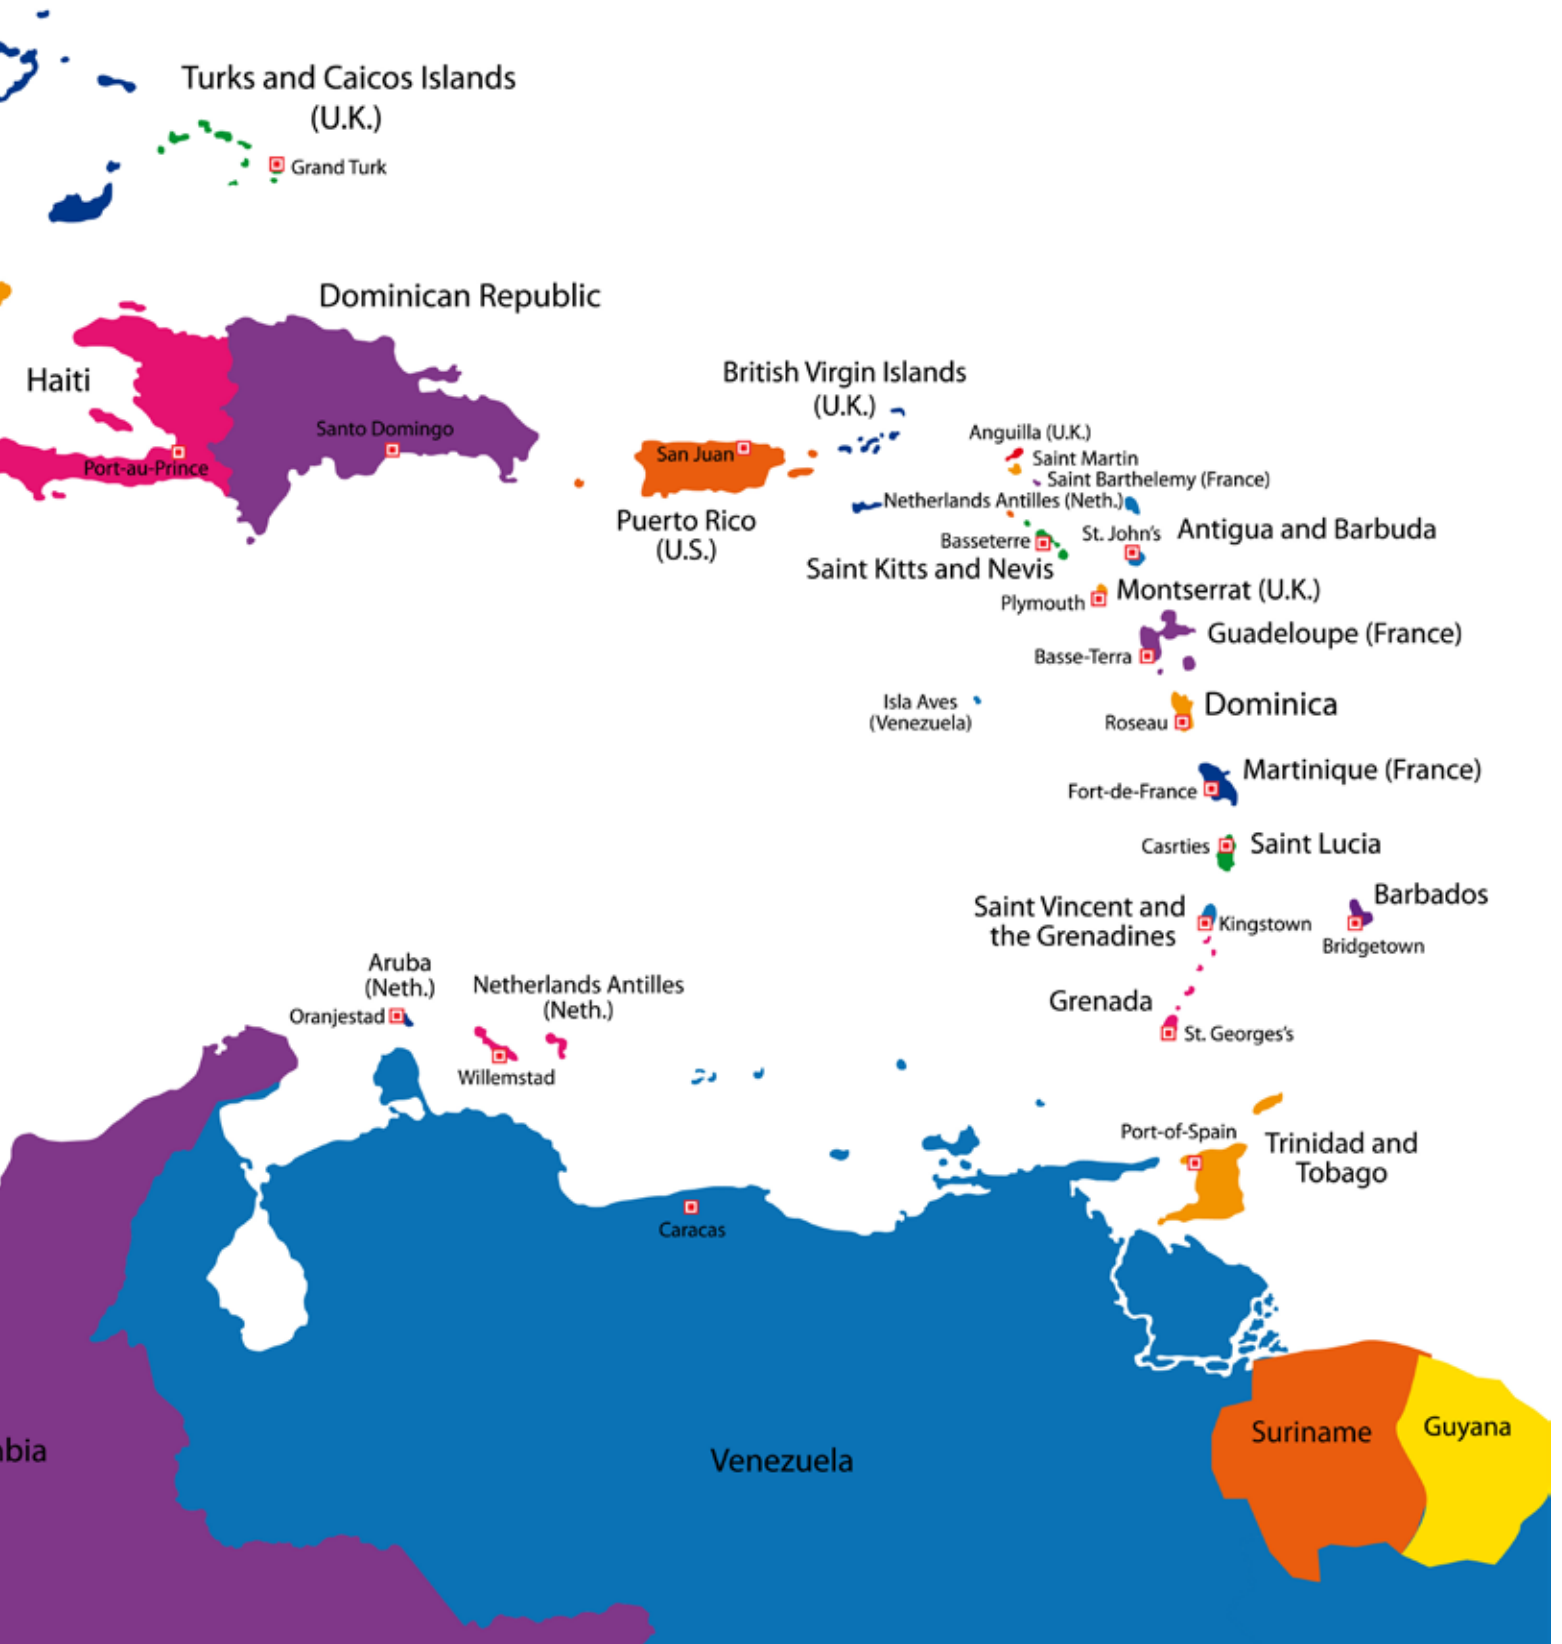 Turks and Caicos Islands
(U.K.)
Grand Turk
Dominican Republic
Haiti
Santo Domingo
Port-au-Prince
British Virgin Islands
(U.K.)
San Juan
Puerto Rico
(U.S.)
Anguilla (U.K.)
Saint Martin
Saint Barthelemy (France)
Netherlands Antilles (Neth.)
St. John's
Antigua and Barbuda
Basseterre
Saint Kitts and Nevis
Montserrat (U.K.)
Plymouth
Guadeloupe (France)
Basse-Terra
Isla Aves
(Venezuela)
Dominica
Roseau
Martinique (France)
Fort-de-France
Casrties
Saint Lucia
Saint Vincent and
the Grenadines
Kingstown
Barbados
Bridgetown
Grenada
St. Georges's
Aruba
(Neth.)
Oranjestad
Netherlands Antilles
(Neth.)
Willemstad
Port-of-Spain
Trinidad and
Tobago
Caracas
bia
Venezuela
Suriname
Guyana